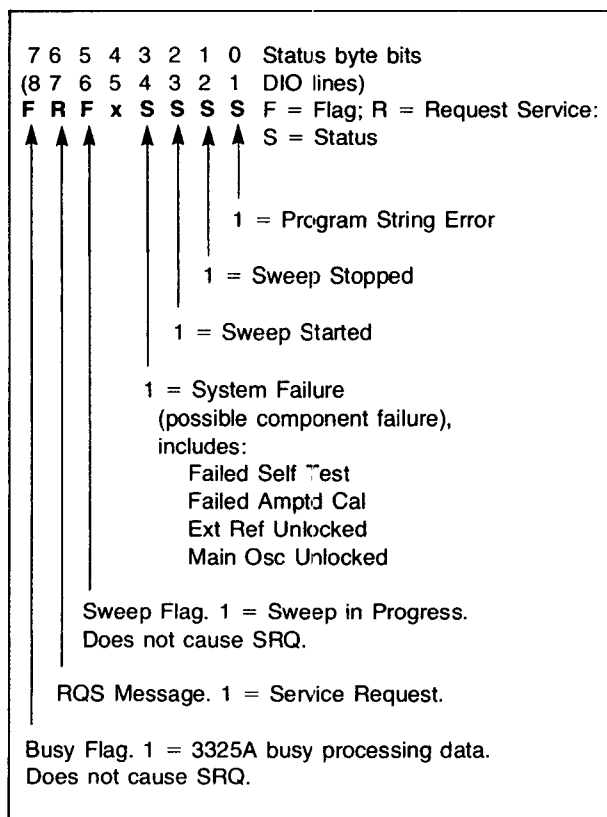 7 6 5 4 3 2 1 0 Status byte bits
(8 7 6 5 4 3 2 1 DIO lines)
F R F x S S S S F = Flag; R = Request Service:
S = Status
1 = Program String Error
1 = Sweep Stopped
1 = Sweep Started
1 = System Failure
(possible component failure),
includes:
Failed Self Test
Failed Amptd Cal
Ext Ref Unlocked
Main Osc Unlocked
Sweep Flag. 1 = Sweep in Progress.
Does not cause SRQ.
RQS Message. 1 = Service Request.
Busy Flag. 1 = 3325A busy processing data.
Does not cause SRQ.